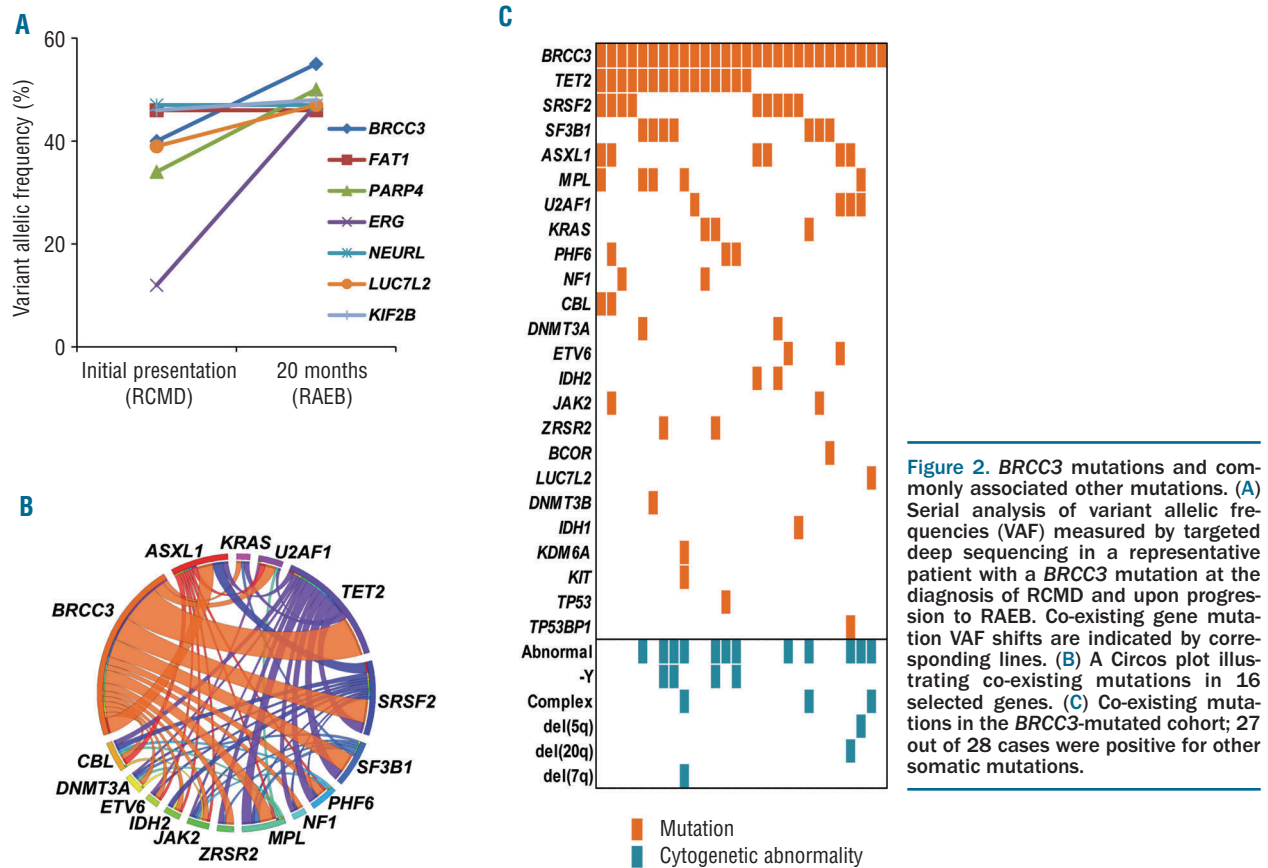 A
Variant allelic frequency (%)
60
40
20
0
Initial presentation
(RCMD)
20 months
(RAEB)
BRCC3
FAT1
PARP4
ERG
NEURL
LUC7L2
KIF2B
B
ASXL1
KRAS
U2AF1
TET2
BRCC3
SRSF2
SF3B1
PHF6
NF1
MPL
ZRSR2
JAK2
IDH2
ETV6
DNMT3A
CBL
C
BRCC3
TET2
SRSF2
SF3B1
ASXL1
MPL
U2AF1
KRAS
PHF6
NF1
CBL
DNMT3A
ETV6
IDH2
JAK2
ZRSR2
BCOR
LUC7L2
DNMT3B
IDH1
KDM6A
KIT
TP53
TP53BP1
Abnormal
-Y
Complex
del(5q)
del(20q)
del(7q)
Mutation
Cytogenetic abnormality
Figure 2. BRCC3 mutations and com-
monly associated other mutations. (A)
Serial analysis of variant allelic fre-
quencies (VAF) measured by targeted
deep sequencing in a representative
patient with a BRCC3 mutation at the
diagnosis of RCMD and upon progres-
sion to RAEB. Co-existing gene muta-
tion VAF shifts are indicated by corre-
sponding lines. (B) A Circos plot illus-
trating co-existing mutations in 16
selected genes. (C) Co-existing muta-
tions in the BRCC3-mutated cohort; 27
out of 28 cases were positive for other
somatic mutations.